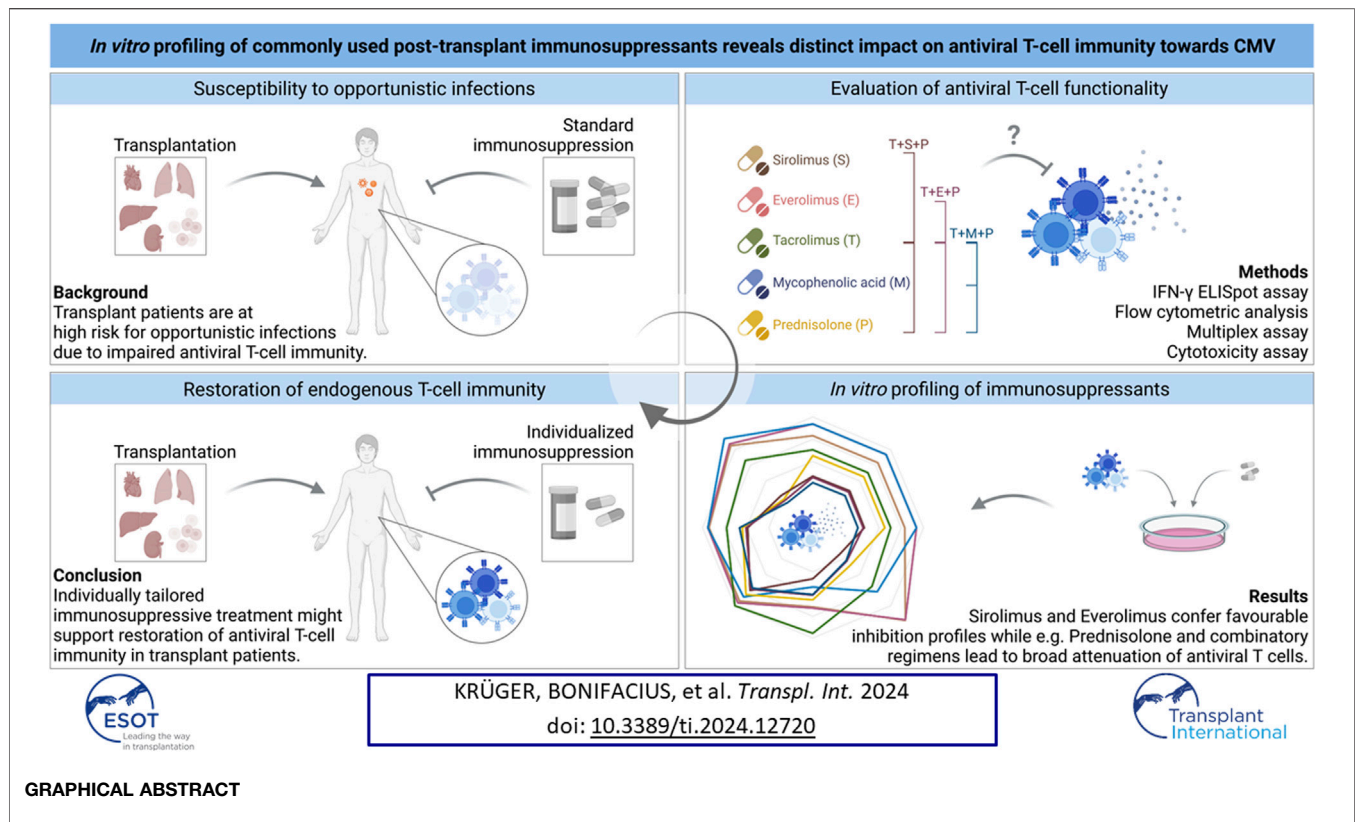 In vitro profiling of commonly used post-transplant immunosuppressants reveals distinct impact on antiviral T-cell immunity towards CMV
Susceptibility to opportunistic infections
Transplantation
Standard
immunosuppression
Background
Transplant patients are at
high risk for opportunistic infections
due to impaired antiviral T-cell immunity.
Evaluation of antiviral T-cell functionality
T+S+P
T+E+P
T+M+P
Sirolimus (S)
Everolimus (E)
Tacrolimus (T)
Mycophenolic acid (M)
Prednisolone (P)
?
Methods
IFN-γ ELISpot assay
Flow cytometric analysis
Multiplex assay
Cytotoxicity assay
Restoration of endogenous T-cell immunity
Transplantation
Individualized
immunosuppression
Conclusion
Individually tailored
immunosuppressive treatment might
support restoration of antiviral T-cell
immunity in transplant patients.
In vitro profiling of immunosuppressants
Results
Sirolimus and Everolimus confer favourable
inhibition profiles while e.g. Prednisolone and combinatory
regimens lead to broad attenuation of antiviral T cells.
ESOT
Leading the way
in transplantation
KRÜGER, BONIFACIUS, et al. Transpl. Int. 2024
doi: 10.3389/ti.2024.12720
Transplant
International
GRAPHICAL ABSTRACT